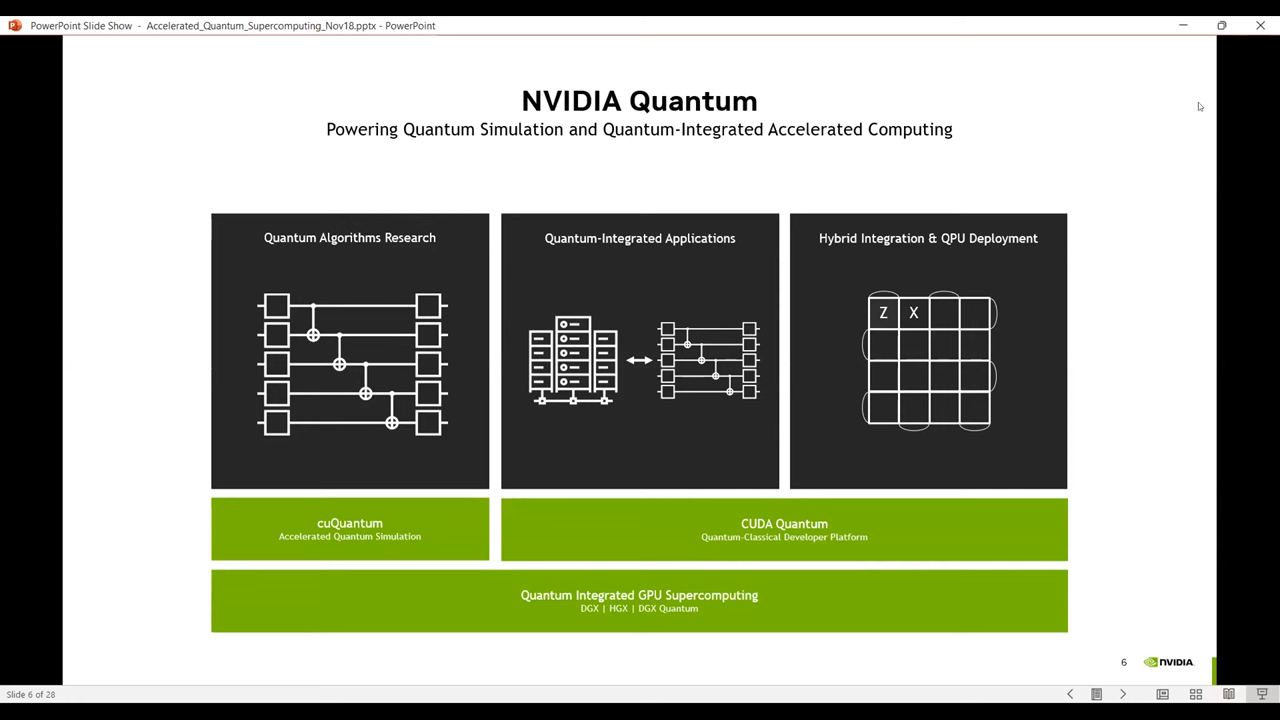 PowerPoint Slide Show - Accelerated_Quantum_Supercomputing_Nov18.pptx - PowerPoint
NVIDIA Quantum
Powering Quantum Simulation and Quantum-Integrated Accelerated Computing
Quantum Algorithms Research
Quantum-Integrated Applications
Hybrid Integration & QPU Deployment
Z X
cuQuantum
Accelerated Quantum Simulation
CUDA Quantum
Quantum-Classical Developer Platform
Quantum Integrated GPU Supercomputing
DGX | HGX | DGX Quantum
6
NVIDIA
Slide 6 of 28